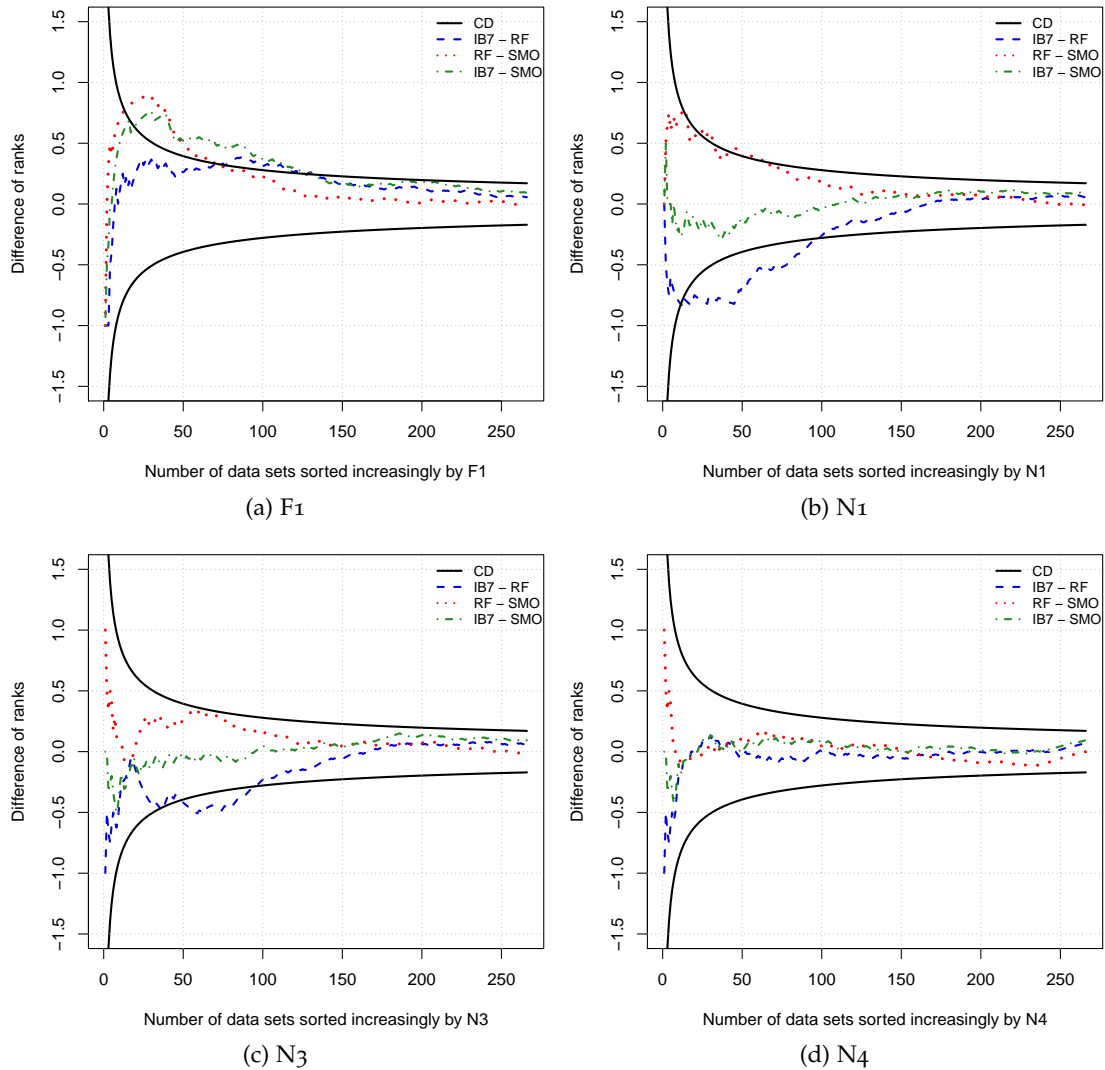 1.5
1.0
0.5
0.0
−0.5
−1.0
−1.5
Difference of ranks
CD
IB7 − RF
RF − SMO
IB7 − SMO
0 50 100 150 200 250
Number of data sets sorted increasingly by F1
(a) F1
1.5
1.0
0.5
0.0
−0.5
−1.0
−1.5
Difference of ranks
CD
IB7 − RF
RF − SMO
IB7 − SMO
0 50 100 150 200 250
Number of data sets sorted increasingly by N1
(b) N1
1.5
1.0
0.5
0.0
−0.5
−1.0
−1.5
Difference of ranks
CD
IB7 − RF
RF − SMO
IB7 − SMO
0 50 100 150 200 250
Number of data sets sorted increasingly by N3
(c) N3
1.5
1.0
0.5
0.0
−0.5
−1.0
−1.5
Difference of ranks
CD
IB7 − RF
RF − SMO
IB7 − SMO
0 50 100 150 200 250
Number of data sets sorted increasingly by N4
(d) N4